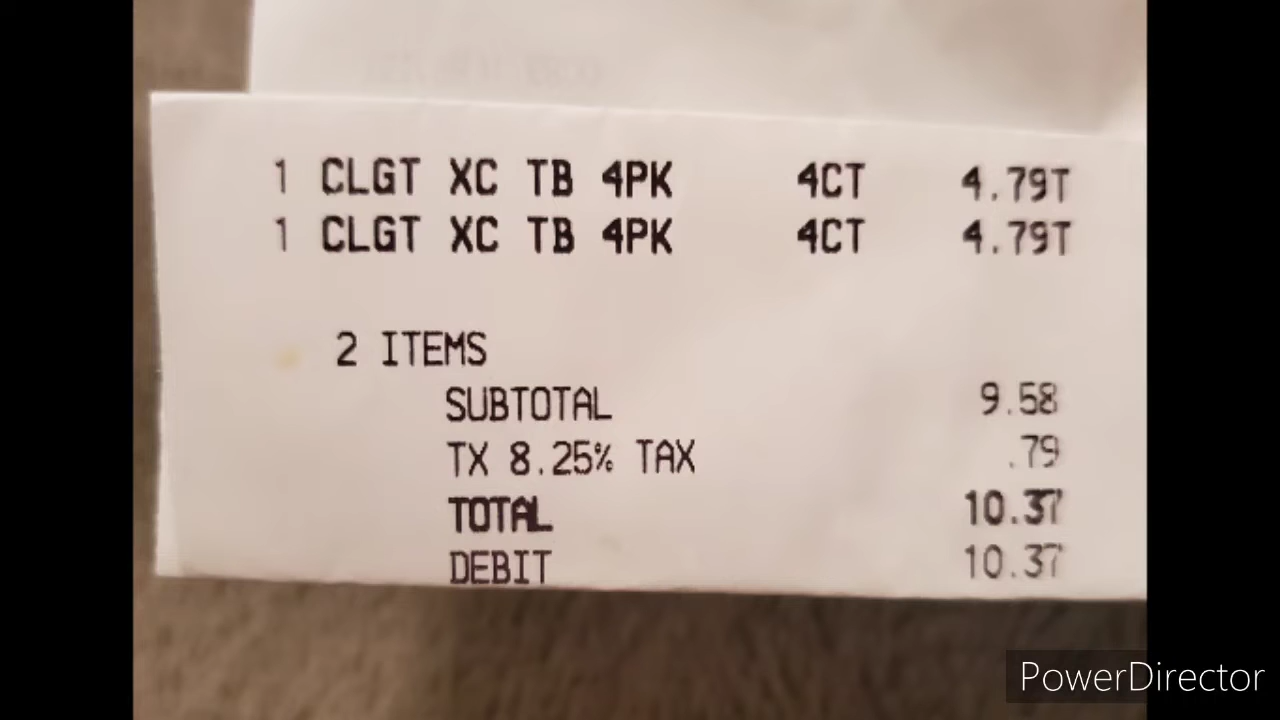 1 CLGT XC TB 4PK 4CT 4.79T
1 CLGT XC TB 4PK 4CT 4.79T
2 ITEMS
SUBTOTAL 9.58
TX 8.25% TAX .79
TOTAL 10.37
DEBIT 10.37
PowerDirector